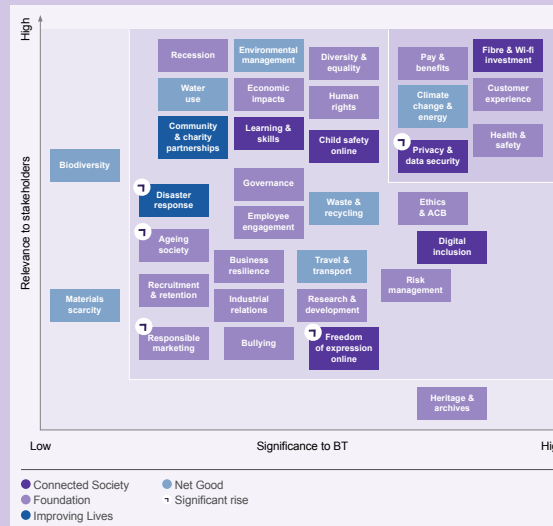 High
Relevance to stakeholders
Recession
Environmental
management
Diversity &
equality
Pay &
benefits
Fibre & Wi-fi
investment
Water
use
Economic
impacts
Human
rights
Climate
change &
energy
Customer
experience
Community
& charity
partnerships
Learning &
skills
Child safety
online
Privacy &
data security
Health &
safety
Biodiversity
Disaster
response
Governance
Waste &
recycling
Ethics
& ACB
Employee
engagement
Ageing
society
Digital
inclusion
Business
resilience
Travel &
transport
Risk
management
Recruitment
& retention
Materials
scarcity
Industrial
relations
Research &
development
Responsible
marketing
Bullying
Freedom
of expression
online
Heritage &
archives
Low
Significance to BT
Connected Society
Net Good
Foundation
Significant rise
Improving Lives